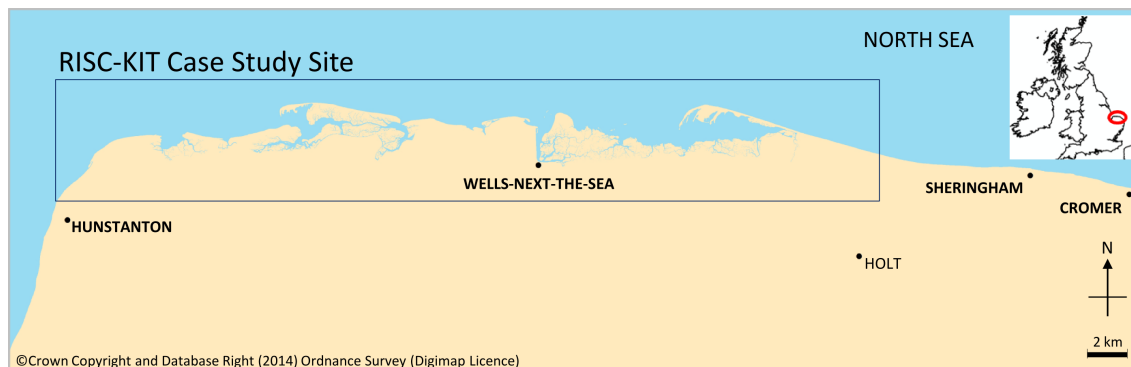 NORTH SEA
RISC-KIT Case Study Site
WELLS-NEXT-THE-SEA
SHERINGHAM
CROMER
HUNSTANTON
N
HOLT
2 km
©Crown Copyright and Database Right (2014) Ordnance Survey (Digimap Licence)